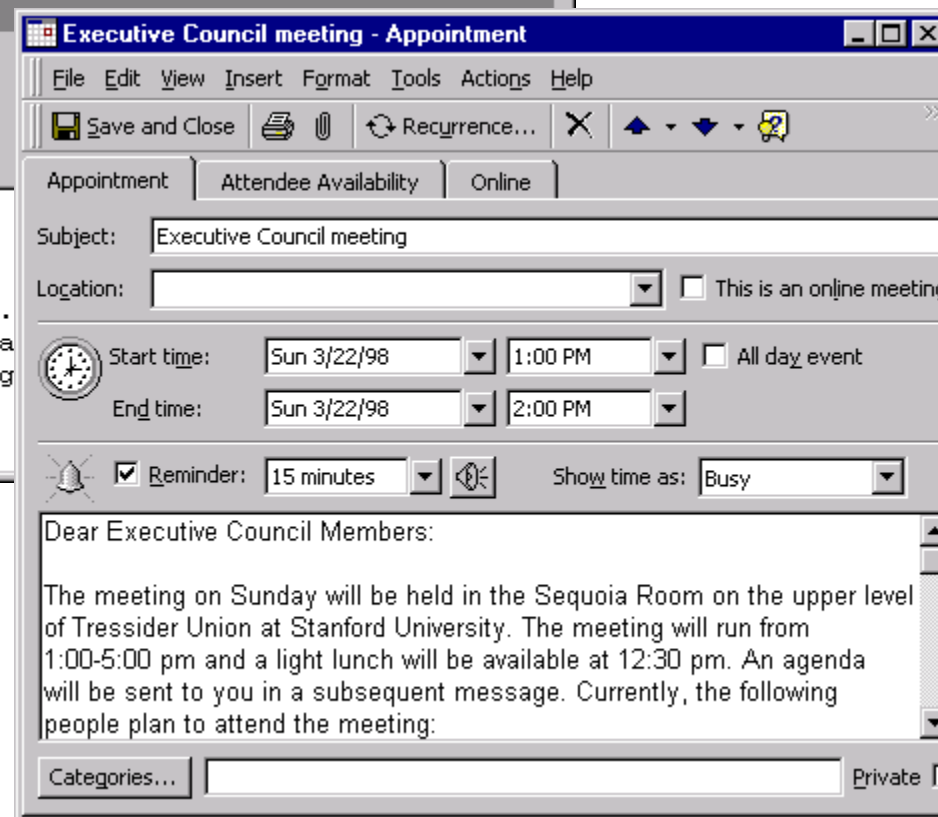 Executive Council meeting - Appointment
File Edit View Insert Format Tools Actions Help
Save and Close Recurrence...
Appointment Attendee Availability Online
Subject: Executive Council meeting
Location: This is an online meeting
Start time: Sun 3/22/98 1:00 PM All day event
End time: Sun 3/22/98 2:00 PM
Reminder: 15 minutes Show time as: Busy
Dear Executive Council Members:
The meeting on Sunday will be held in the Sequoia Room on the upper level
of Tressider Union at Stanford University. The meeting will run from
1:00-5:00 pm and a light lunch will be available at 12:30 pm. An agenda
will be sent to you in a subsequent message. Currently, the following
people plan to attend the meeting:
Categories... Private